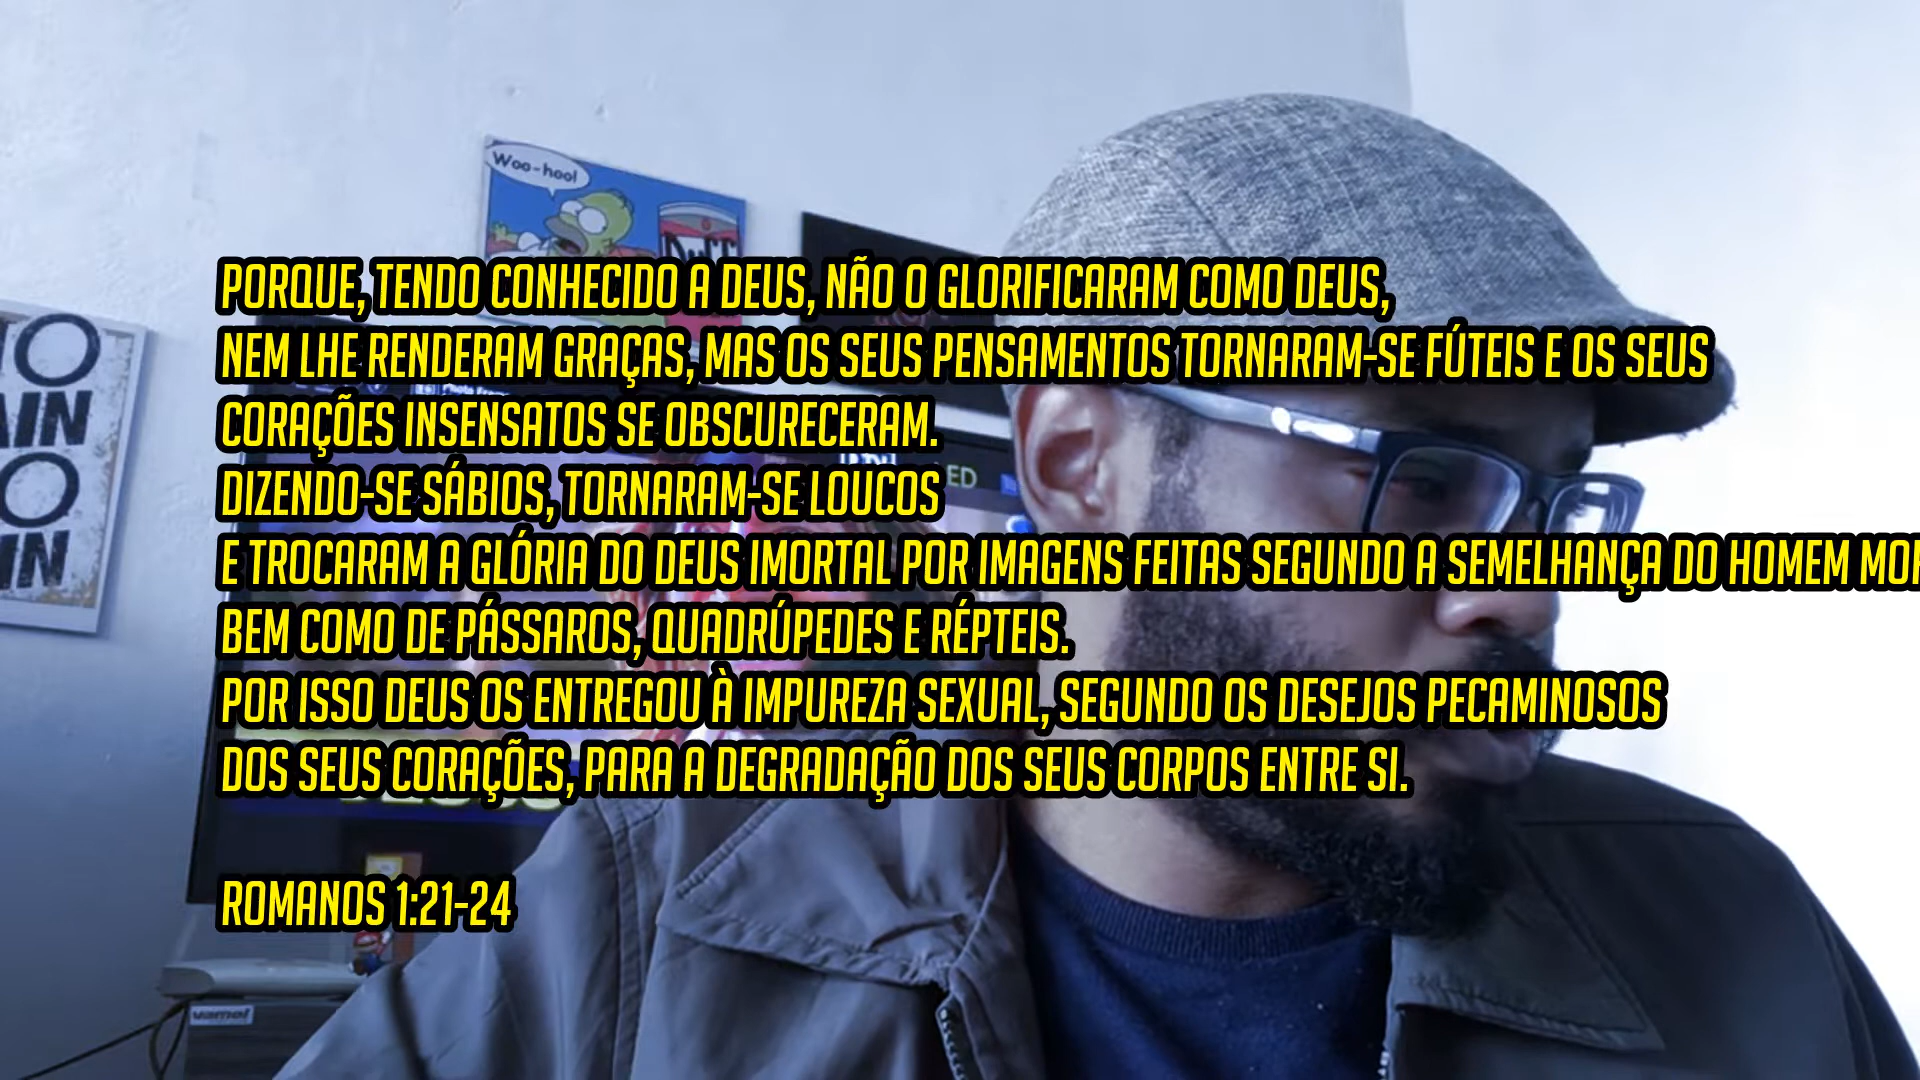 Woo-hoo!
PORQUE, TENDO CONHECIDO A DEUS, NÃO O GLORIFICARAM COMO DEUS,
NEM LHE RENDERAM GRAÇAS, MAS OS SEUS PENSAMENTOS TORNARAM-SE FÚTEIS E OS SEUS
CORAÇÕES INSENSATOS SE OBSCURECERAM.
DIZENDO-SE SÁBIOS, TORNARAM-SE LOUCOS
E TROCARAM A GLÓRIA DO DEUS IMORTAL POR IMAGENS FEITAS SEGUNDO A SEMELHANÇA DO HOMEM
BEM COMO DE PÁSSAROS, QUADRÚPEDES E RÉPTEIS.
POR ISSO DEUS OS ENTREGOU À IMPUREZA SEXUAL, SEGUNDO OS DESEJOS PECAMINOSOS
DOS SEUS CORAÇÕES, PARA A DEGRADAÇÃO DOS SEUS CORPOS ENTRE SI.
ROMANOS 1:21-24